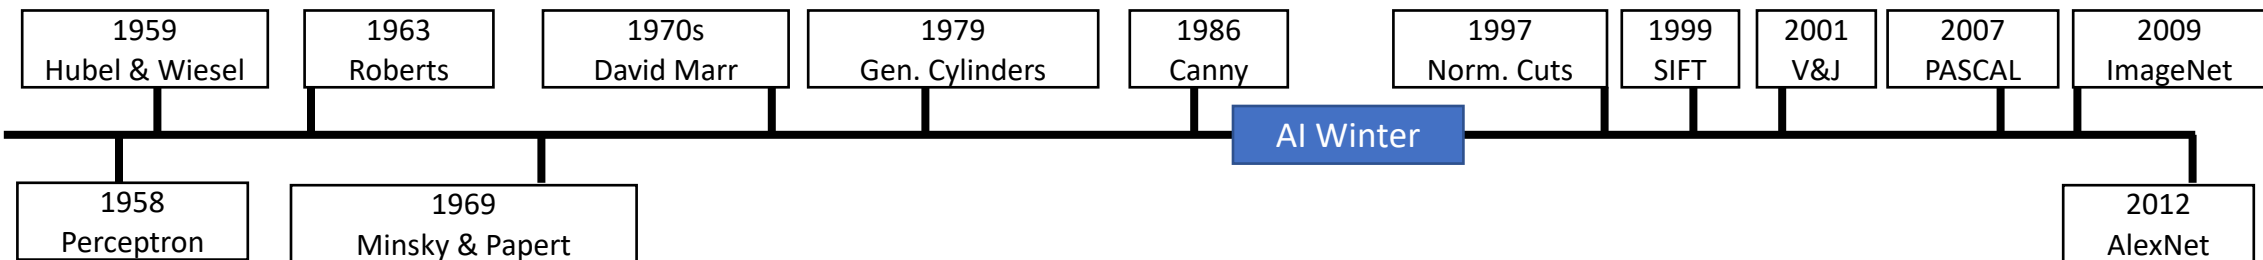 1959
Hubel & Wiesel
1963
Roberts
1970s
David Marr
1979
Gen. Cylinders
1986
Canny
1997
Norm. Cuts
1999
SIFT
2001
V&J
2007
PASCAL
2009
ImageNet
AI Winter
1958
Perceptron
1969
Minsky & Papert
2012
AlexNet